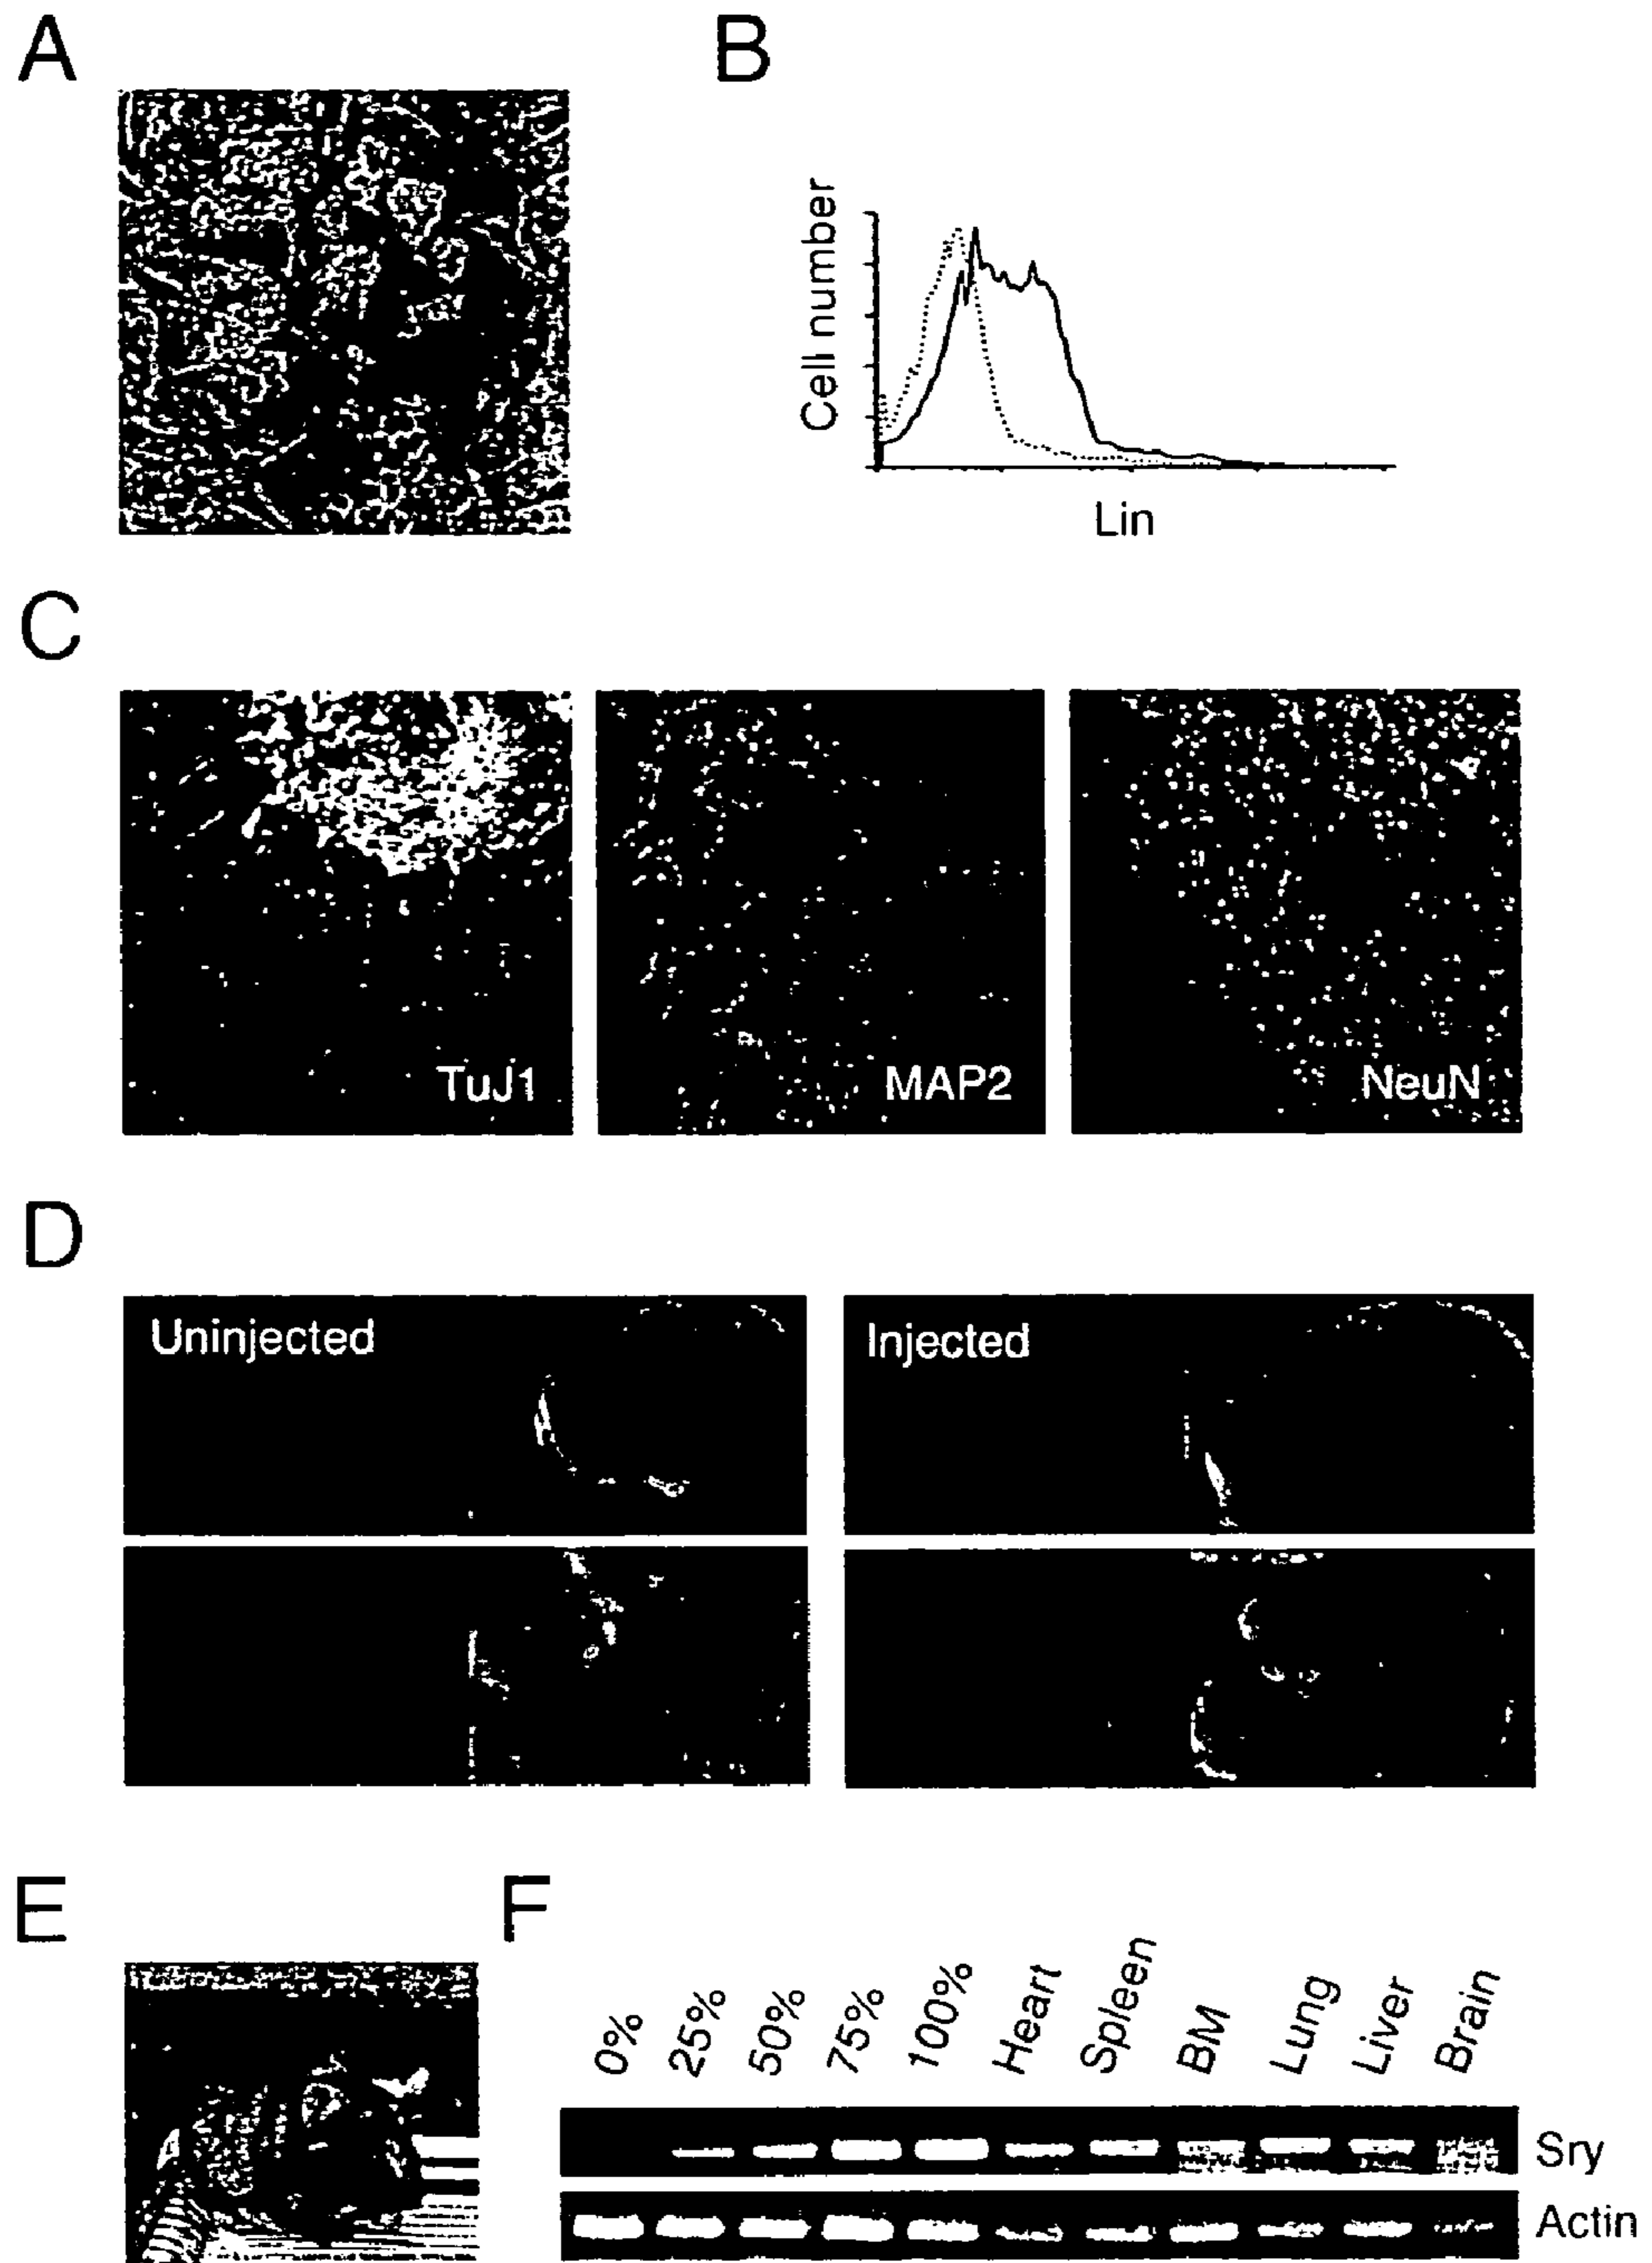 A
B
Cell number
Lin
C
TuJ1
MAP2
NeuN
D
Uninjected
Injected
E
F
0%
25%
50%
75%
100%
Heart
Spleen
BM
Lung
Liver
Brain
Sry
Actin